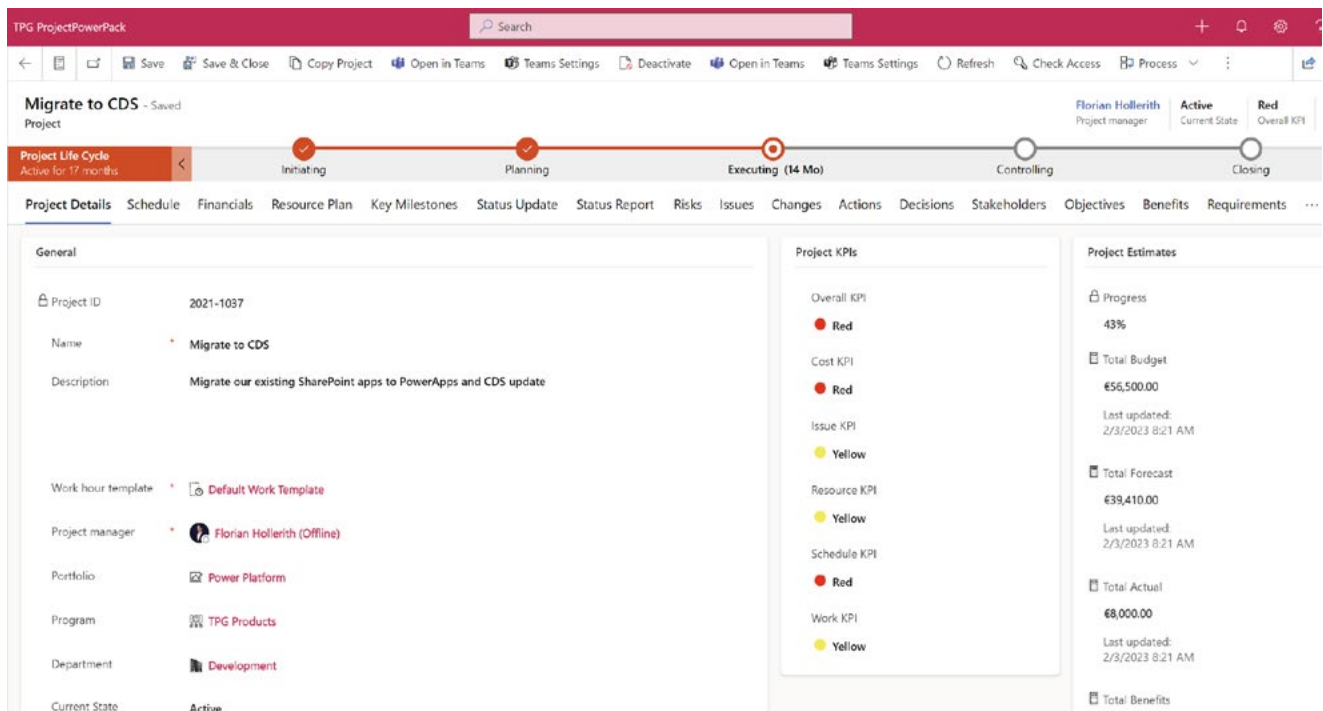 TPG ProjectPowerPack
Search
Save
Save & Close
Copy Project
Open in Teams
Teams Settings
Deactivate
Open in Teams
Teams Settings
Refresh
Check Access
Process
Migrate to CDS - Saved
Project
Florian Hollerith
Project manager
Active
Current State
Red
Overall KPI
Project Life Cycle
Active for 17 months
Initiating
Planning
Executing (14 Mo)
Controlling
Closing
Project Details
Schedule
Financials
Resource Plan
Key Milestones
Status Update
Status Report
Risks
Issues
Changes
Actions
Decisions
Stakeholders
Objectives
Benefits
Requirements
...
General
Project ID
2021-1037
Name *
Migrate to CDS
Description
Migrate our existing SharePoint apps to PowerApps and CDS update
Work hour template *
Default Work Template
Project manager *
Florian Hollerith (Offline)
Portfolio
Power Platform
Program
TPG Products
Department
Development
Current State
Active
Project KPIs
Overall KPI
Red
Cost KPI
Red
Issue KPI
Yellow
Resource KPI
Yellow
Schedule KPI
Red
Work KPI
Yellow
Project Estimates
Progress
43%
Total Budget
€56,500.00
Last updated:
2/3/2023 8:21 AM
Total Forecast
€39,410.00
Last updated:
2/3/2023 8:21 AM
Total Actual
€8,000.00
Last updated:
2/3/2023 8:21 AM
Total Benefits